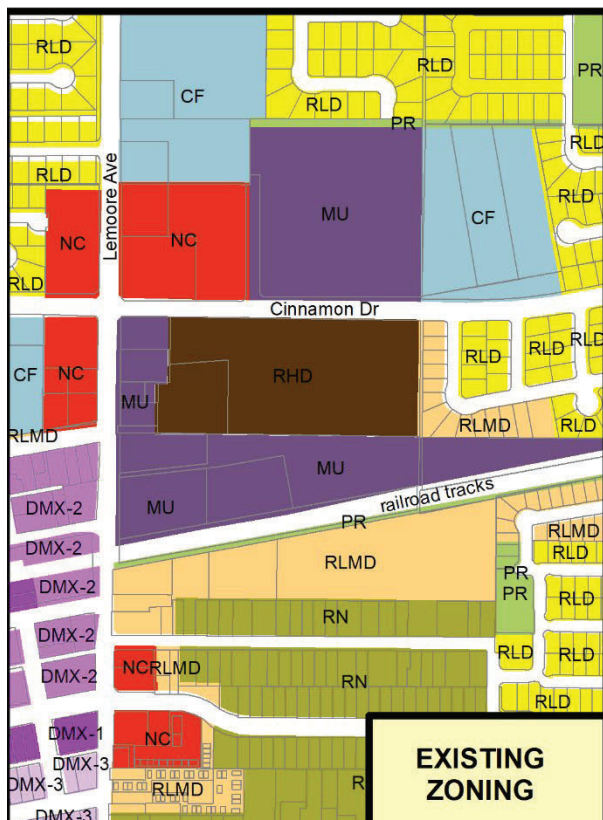 RLD
CF
RLD
RLD
PR
PR
RLD
RLD
Lemoore Ave
NC
NC
MU
CF
RLD
RLD
Cinnamon Dr
CF
NC
MU
RHD
RLD
RLD
RLD
RLMD
RLD
RLMD
MU
MU
railroad tracks
DMX-2
PR
DMX-2
RLMD
RLMD
RLD
DMX-2
PR
PR
RLD
DMX-2
RN
NC
RLMD
RLD
RLD
DMX-2
RN
RLD
DMX-1
NC
DMX-3
DMX-3
RLMD
R
DMX-3
EXISTING
ZONING